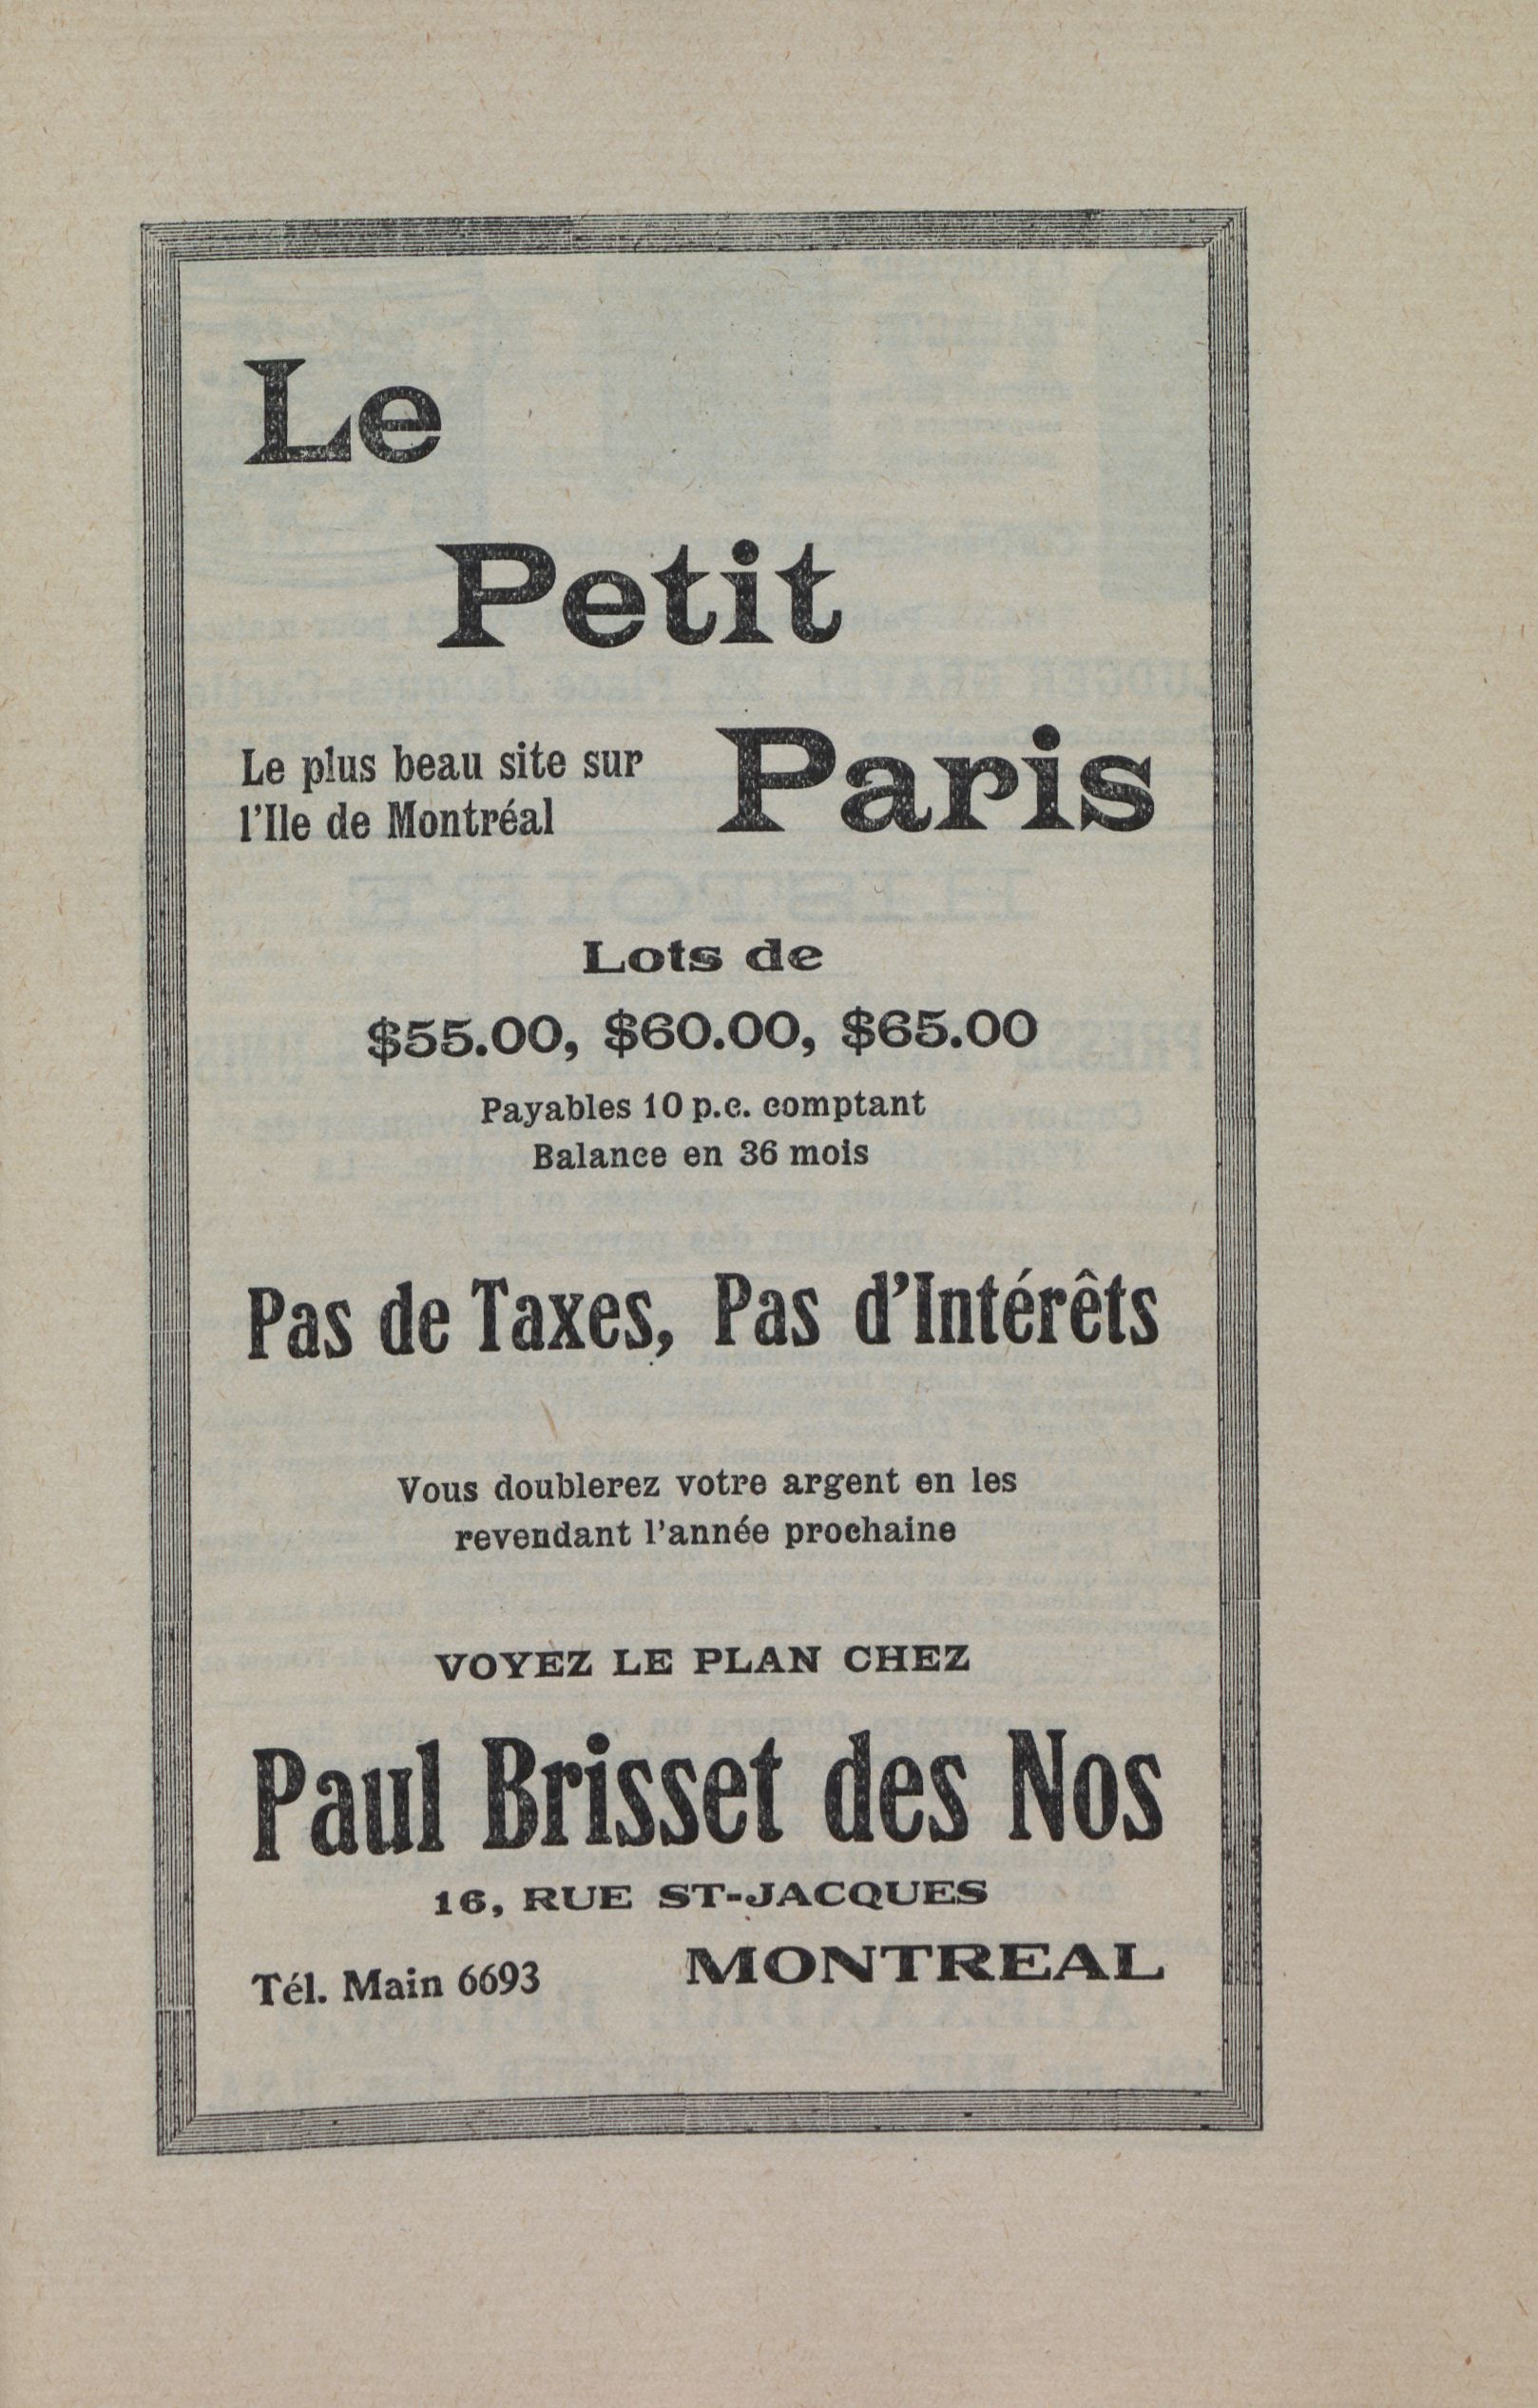 Le
Petit
Paris
Le plus beau site sur
l'Ile de Montréal
Lots de
$55.00, $60.00, $65.00
Payables 10 p.c. comptant
Balance en 36 mois
Pas de Taxes, Pas d'Intérêts
Vous doublerez votre argent en les
revendant l'année prochaine
VOYEZ LE PLAN CHEZ
Paul Brisset des Nos
16, RUE ST-JACQUES
Tél. Main 6693 MONTREAL